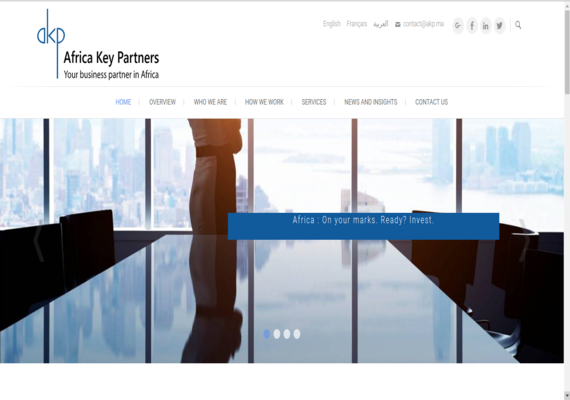 English Français العربية contact@akp.ma
akp
Africa Key Partners
Your business partner in Africa
HOME OVERVIEW WHO WE ARE HOW WE WORK SERVICES NEWS AND INSIGHTS CONTACT US
Africa : On your marks. Ready? Invest.